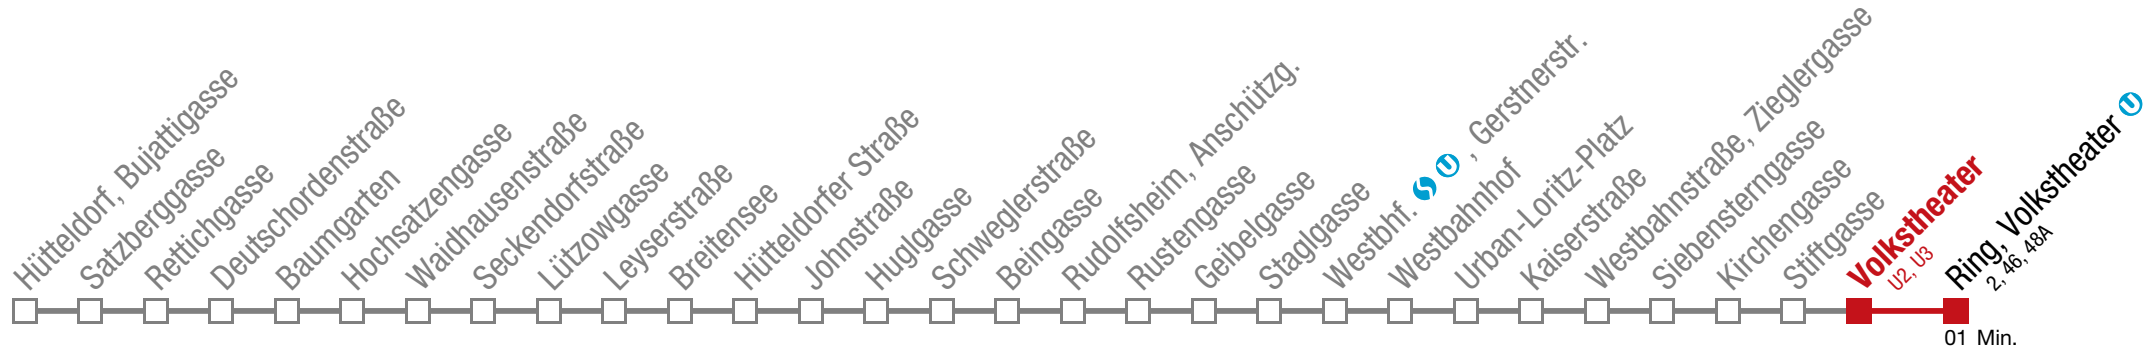 Hütteldorf, Bujattigasse
Satzberggasse
Rettichgasse
Deutschordenstraße
Baumgarten
Hochsatzengasse
Waidhausenstraße
Seckendorfstraße
Lützowgasse
Leyserstraße
Breitensee
Hütteldorfer Straße
Johnstraße
Huglgasse
Schweglerstraße
Beingasse
Rudolfsheim, Anschützg.
Rustengasse
Geibelgasse
Staglgasse
Westbhf. S U , Gerstnerstr.
Westbahnhof
Urban-Loritz-Platz
Kaiserstraße
Westbahnstraße, Zieglergasse
Siebensterngasse
Kirchengasse
Stiftgasse
Volkstheater
U2, U3
Ring, Volkstheater U
2, 46, 48A
01 Min.